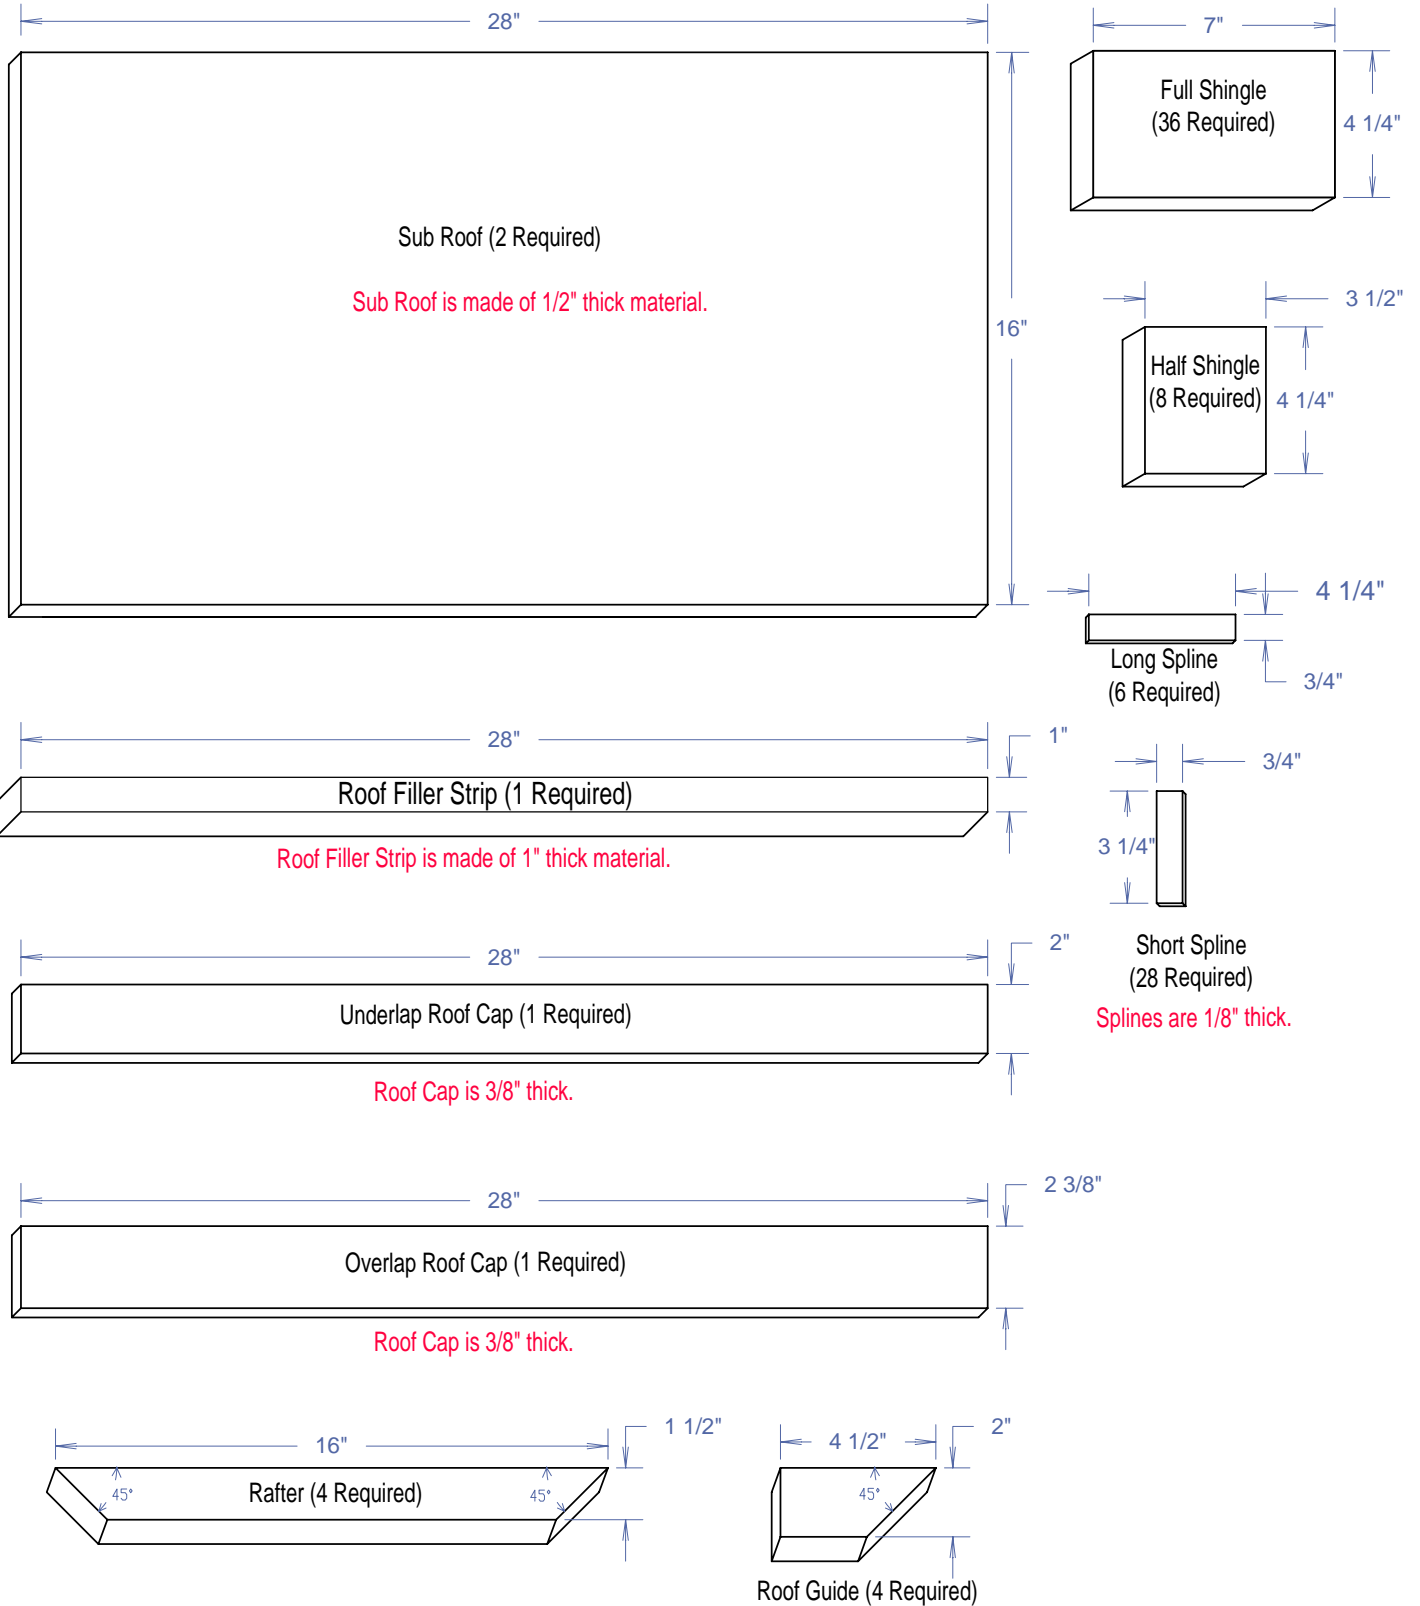 28"
7"
Full Shingle
(36 Required)
4 1/4"
Sub Roof (2 Required)
Sub Roof is made of 1/2" thick material.
16"
3 1/2"
Half Shingle
(8 Required)
4 1/4"
4 1/4"
Long Spline
(6 Required)
3/4"
28"
1"
Roof Filler Strip (1 Required)
Roof Filler Strip is made of 1" thick material.
3/4"
3 1/4"
Short Spline
(28 Required)
Splines are 1/8" thick.
28"
2"
Underlap Roof Cap (1 Required)
Roof Cap is 3/8" thick.
28"
2 3/8"
Overlap Roof Cap (1 Required)
Roof Cap is 3/8" thick.
16"
1 1/2"
45°
Rafter (4 Required)
45°
4 1/2"
2"
45°
Roof Guide (4 Required)